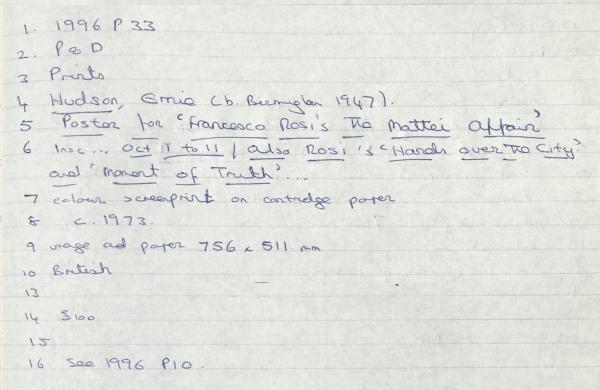 1. 1996 P 33
2. P & D
3 Prints
4 Hudson, Ernie (b. Birmingham 1947).
5 Poster for 'Francesco Rosi's The Mattei Affair'
6 Insc... Oct 1 to 11 / also Rosi's 'Hands over The City'
and 'Moment of Truth'...
7 colour screenprint on cartridge paper
8 c. 1973.
9 image and paper 756 x 511 mm
10 British
13
14 $100
15
16 See 1996 P10.